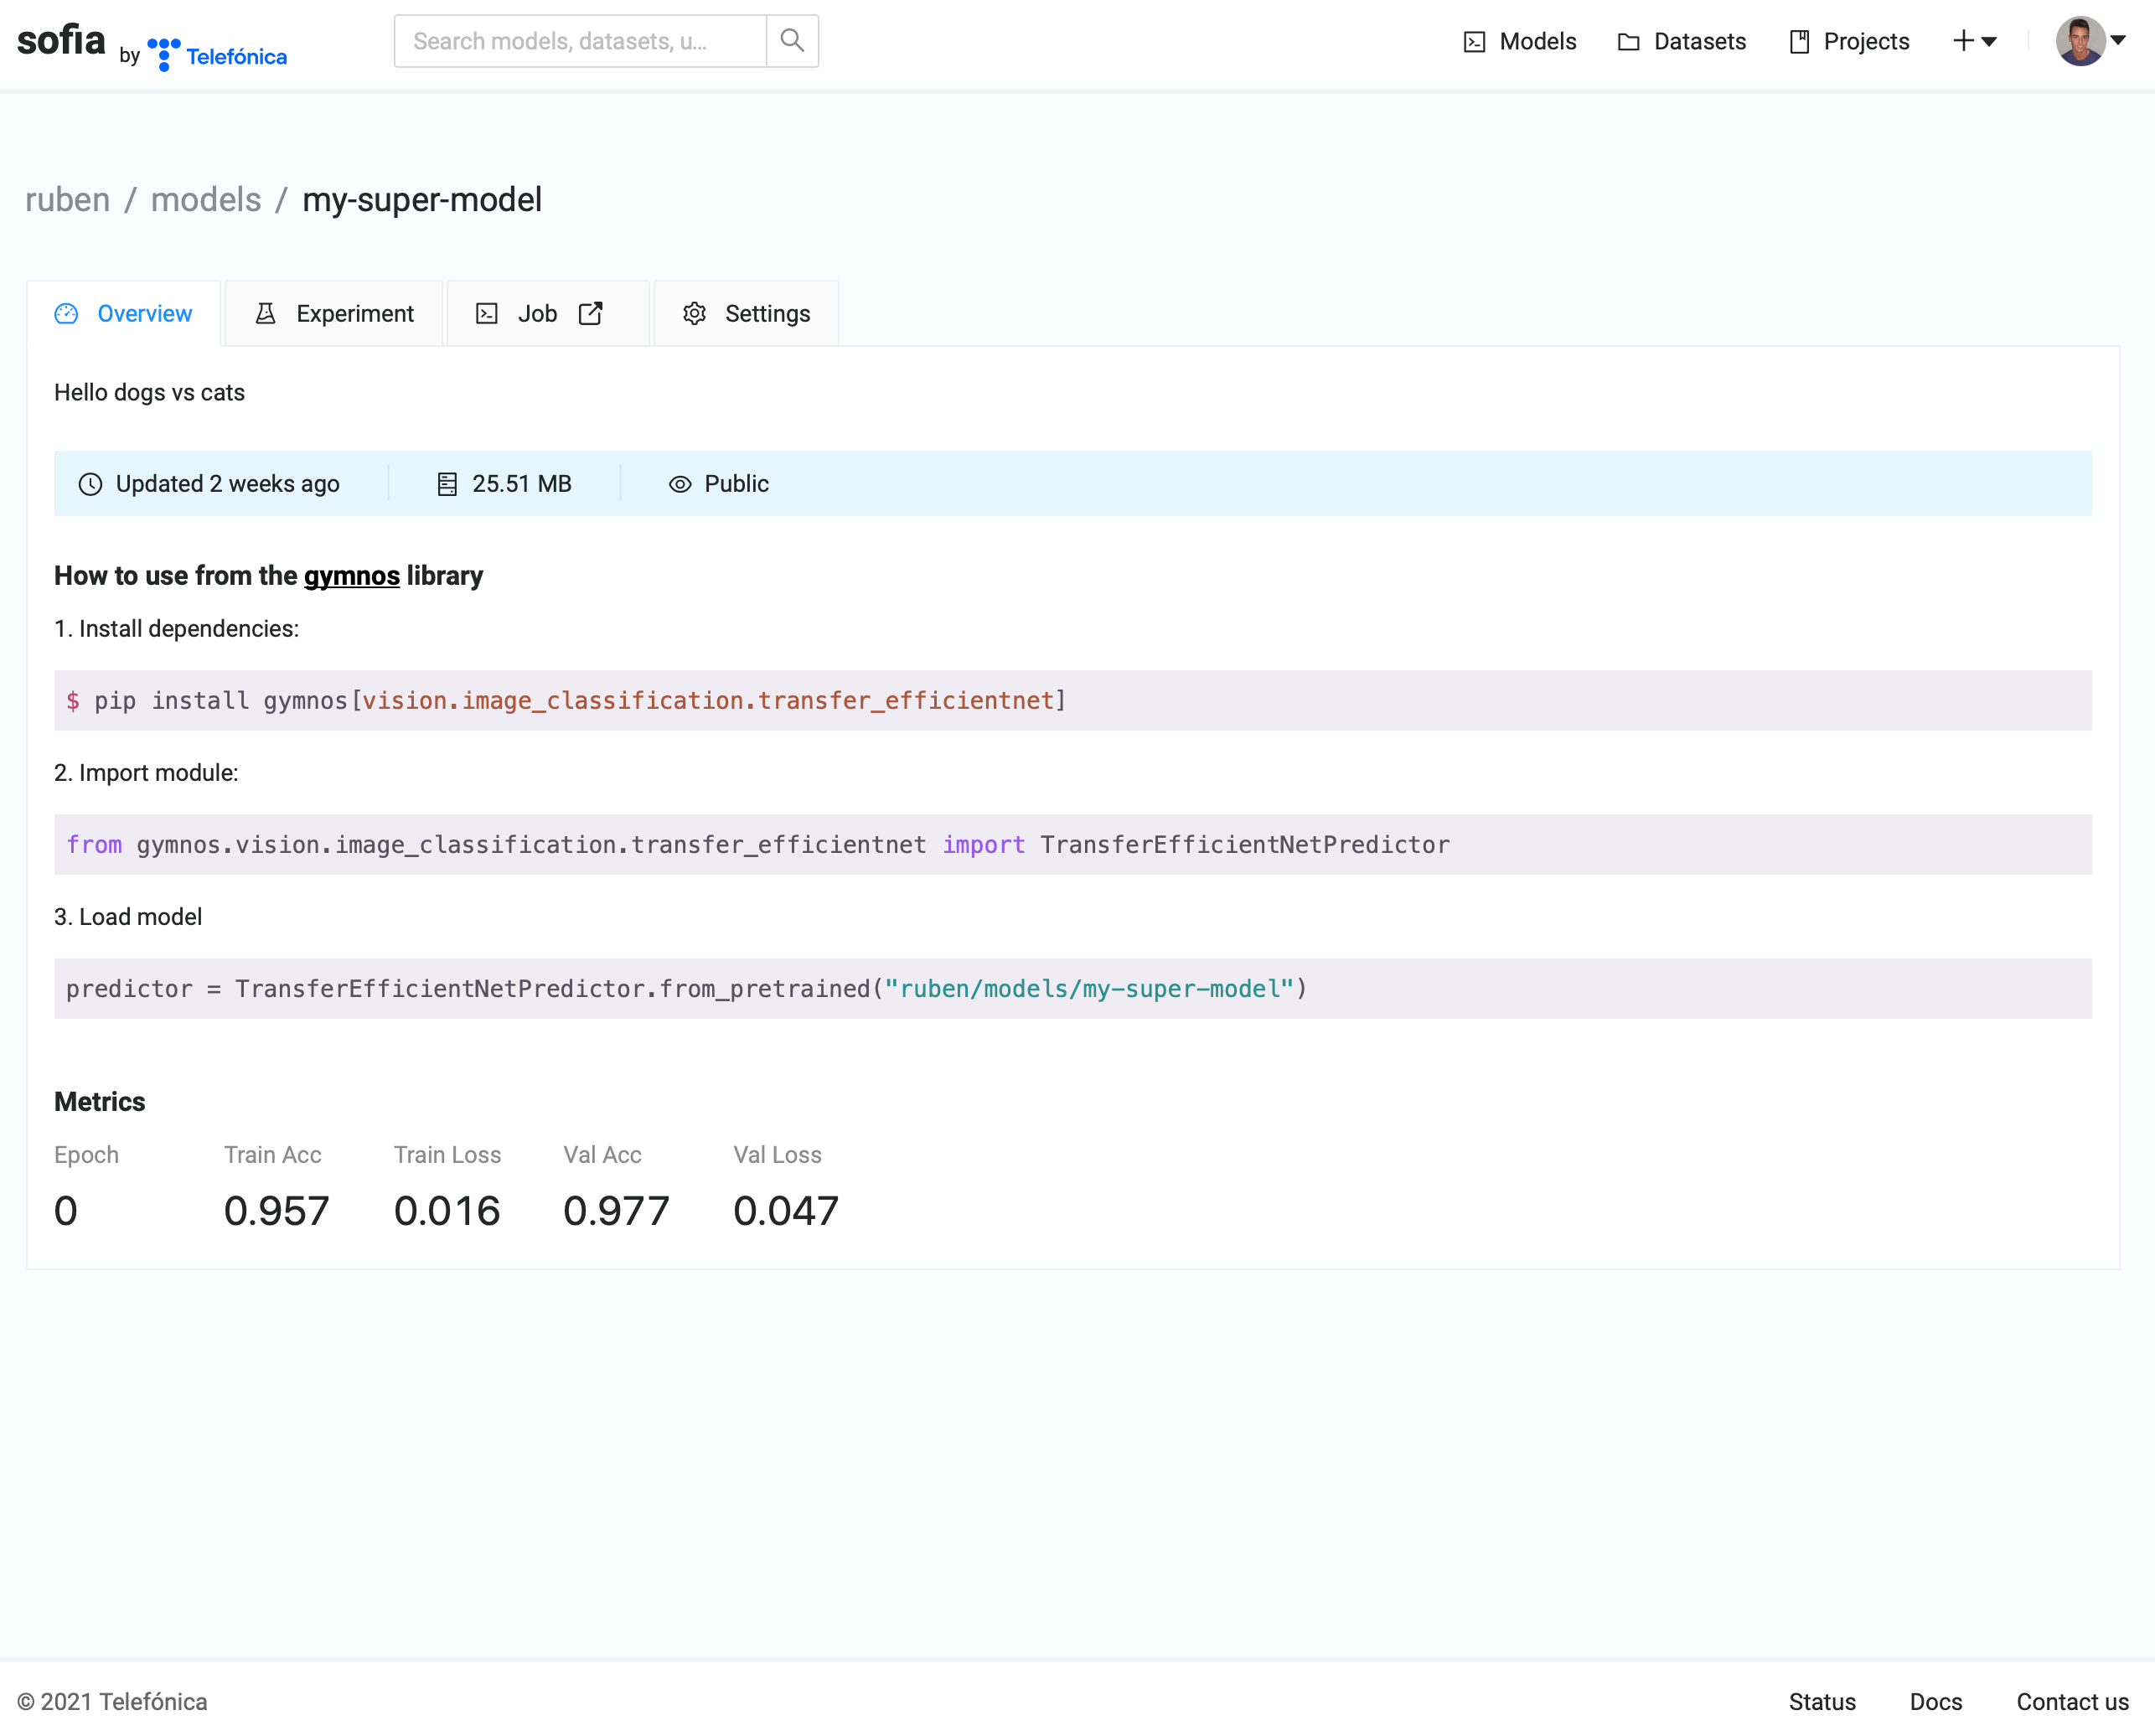 sofia by Telefónica
Search models, datasets, u...
Models Datasets Projects
ruben / models / my-super-model
Overview Experiment Job Settings
Hello dogs vs cats
Updated 2 weeks ago 25.51 MB Public
How to use from the gymnos library
1. Install dependencies:
$ pip install gymnos[vision.image_classification.transfer_efficientnet]
2. Import module:
from gymnos.vision.image_classification.transfer_efficientnet import TransferEfficientNetPredictor
3. Load model
predictor = TransferEfficientNetPredictor.from_pretrained("ruben/models/my-super-model")
Metrics
Epoch Train Acc Train Loss Val Acc Val Loss
0 0.957 0.016 0.977 0.047
© 2021 Telefónica Status Docs Contact us